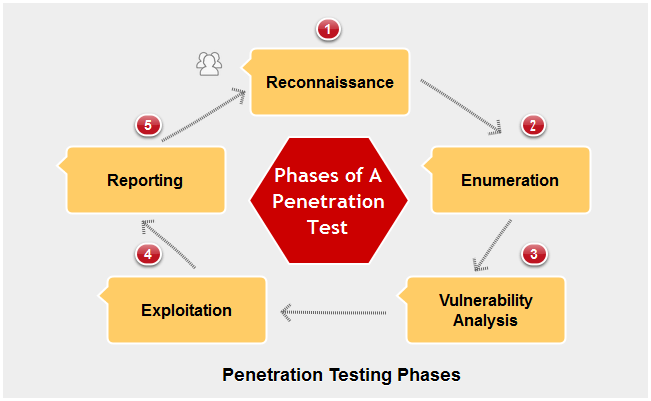 1
Reconnaissance
2
Enumeration
3
Vulnerability
Analysis
4
Exploitation
5
Reporting
Phases of A
Penetration
Test
Penetration Testing Phases